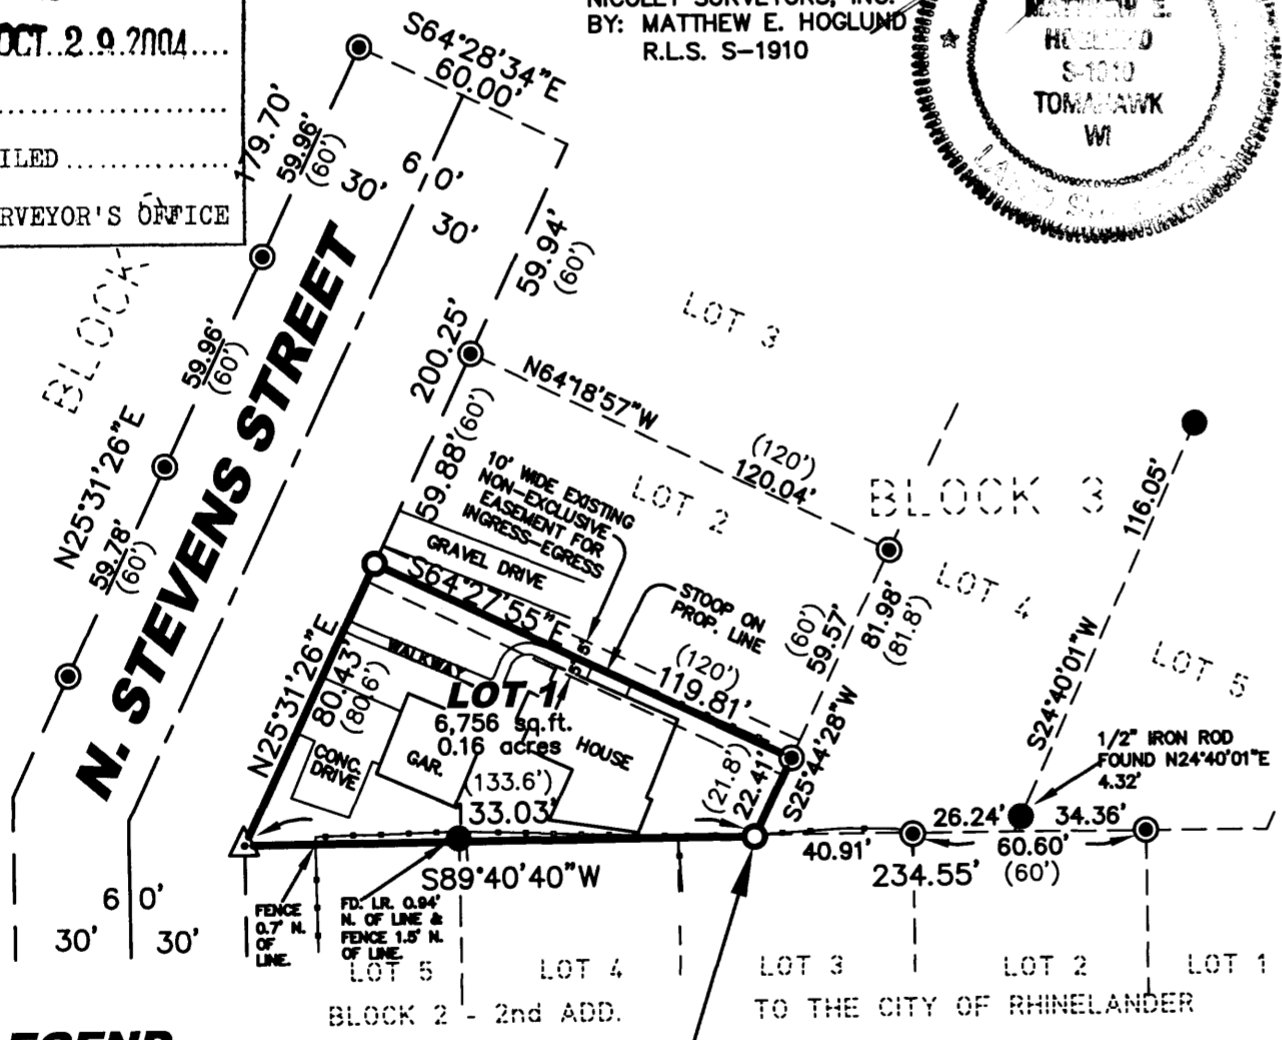 OCT 2 9 2004
RVEYOR'S OFFICE
NICOLET SURVEYORS, INC.
BY: MATTHEW E. HOGLUND
R.L.S. S-1910
MATTHEW E.
HOGLUND
S-1910
TOMAHAWK
WI
S64°28'34"E
60.00'
179.70'
59.96'
(60')
30'
60'
30'
59.94'
(60')
BLOCK
LOT 3
59.96'
(60')
N. STEVENS STREET
200.25'
N64°18'57"W
(120')
120.04'
59.88'
(60')
N25°31'26"E
59.78'
(60')
10' WIDE EXISTING
NON-EXCLUSIVE
EASEMENT FOR
INGRESS-EGRESS
LOT 2
BLOCK 3
116.05'
GRAVEL DRIVE
S64°27'55"E
STOOP ON
PROP. LINE
(60')
59.57'
81.98'
(81.8')
LOT 4
LOT 5
S24°40'01"W
N25°31'26"E
80.43'
(80.6')
WALKWAY
5'
5'
(120')
119.81'
LOT 1
6,756 sq.ft.
0.16 acres
HOUSE
CONC.
DRIVE
GAR.
(133.6')
33.03'
(21.8')
22.41'
S25°44'28"W
1/2" IRON ROD
FOUND N24°40'01"E
4.32'
26.24'
34.36'
40.91'
60.60'
234.55'
(60')
S89°40'40"W
60'
30'
30'
FENCE
0.7' N.
OF
LINE.
FD. I.R. 0.94'
N. OF LINE &
FENCE 1.5' N.
OF LINE.
LOT 5
LOT 4
LOT 3
LOT 2
LOT 1
BLOCK 2 - 2nd ADD.
TO THE CITY OF RHINELANDER